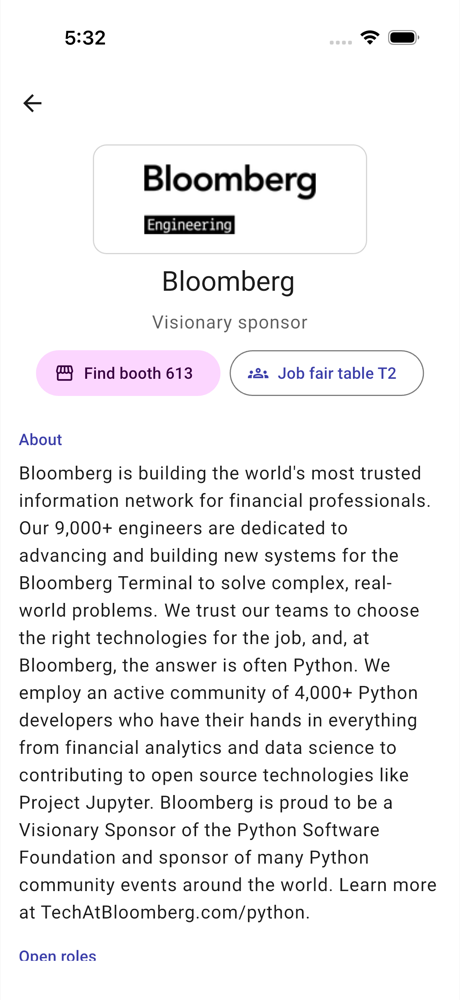 5:32
Bloomberg
Engineering
Bloomberg
Visionary sponsor
Find booth 613
Job fair table T2
About
Bloomberg is building the world's most trusted
information network for financial professionals.
Our 9,000+ engineers are dedicated to
advancing and building new systems for the
Bloomberg Terminal to solve complex, real-
world problems. We trust our teams to choose
the right technologies for the job, and, at
Bloomberg, the answer is often Python. We
employ an active community of 4,000+ Python
developers who have their hands in everything
from financial analytics and data science to
contributing to open source technologies like
Project Jupyter. Bloomberg is proud to be a
Visionary Sponsor of the Python Software
Foundation and sponsor of many Python
community events around the world. Learn more
at TechAtBloomberg.com/python.
Open roles